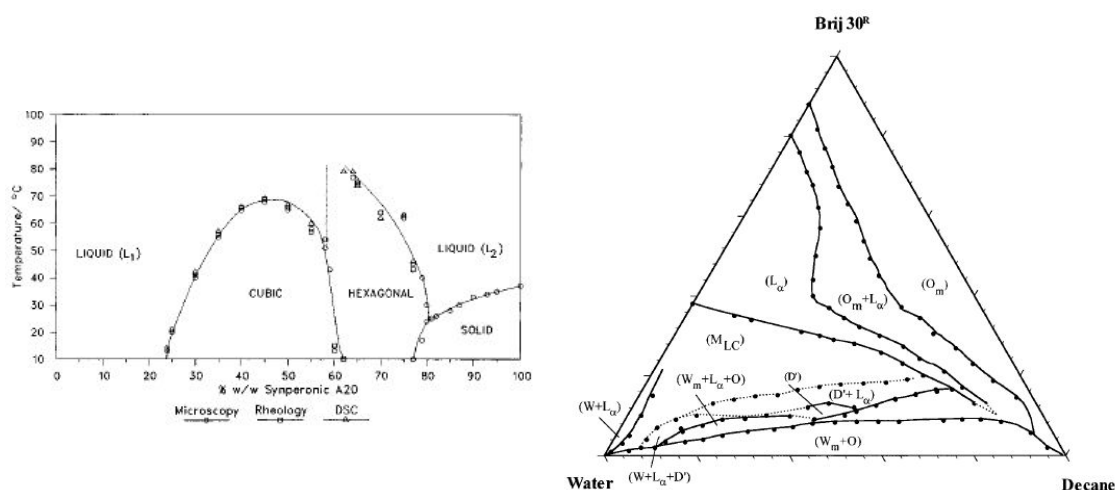 100
90
80
70
60
50
40
30
20
10
Temperature/ °C
LIQUID (L₁)
CUBIC
HEXAGONAL
LIQUID (L₂)
SOLID
0 10 20 30 40 50 60 70 80 90 100
% w/w Synperonic A20
Microscopy Rheology DSC
Brij 30ᴿ
(Lα)
(Om+Lα)
(Om)
(MLC)
(Wm+Lα+O)
(D')
(D'+ Lα)
(W+Lα)
(Wm+O)
(W+Lα+D')
Water
Decane